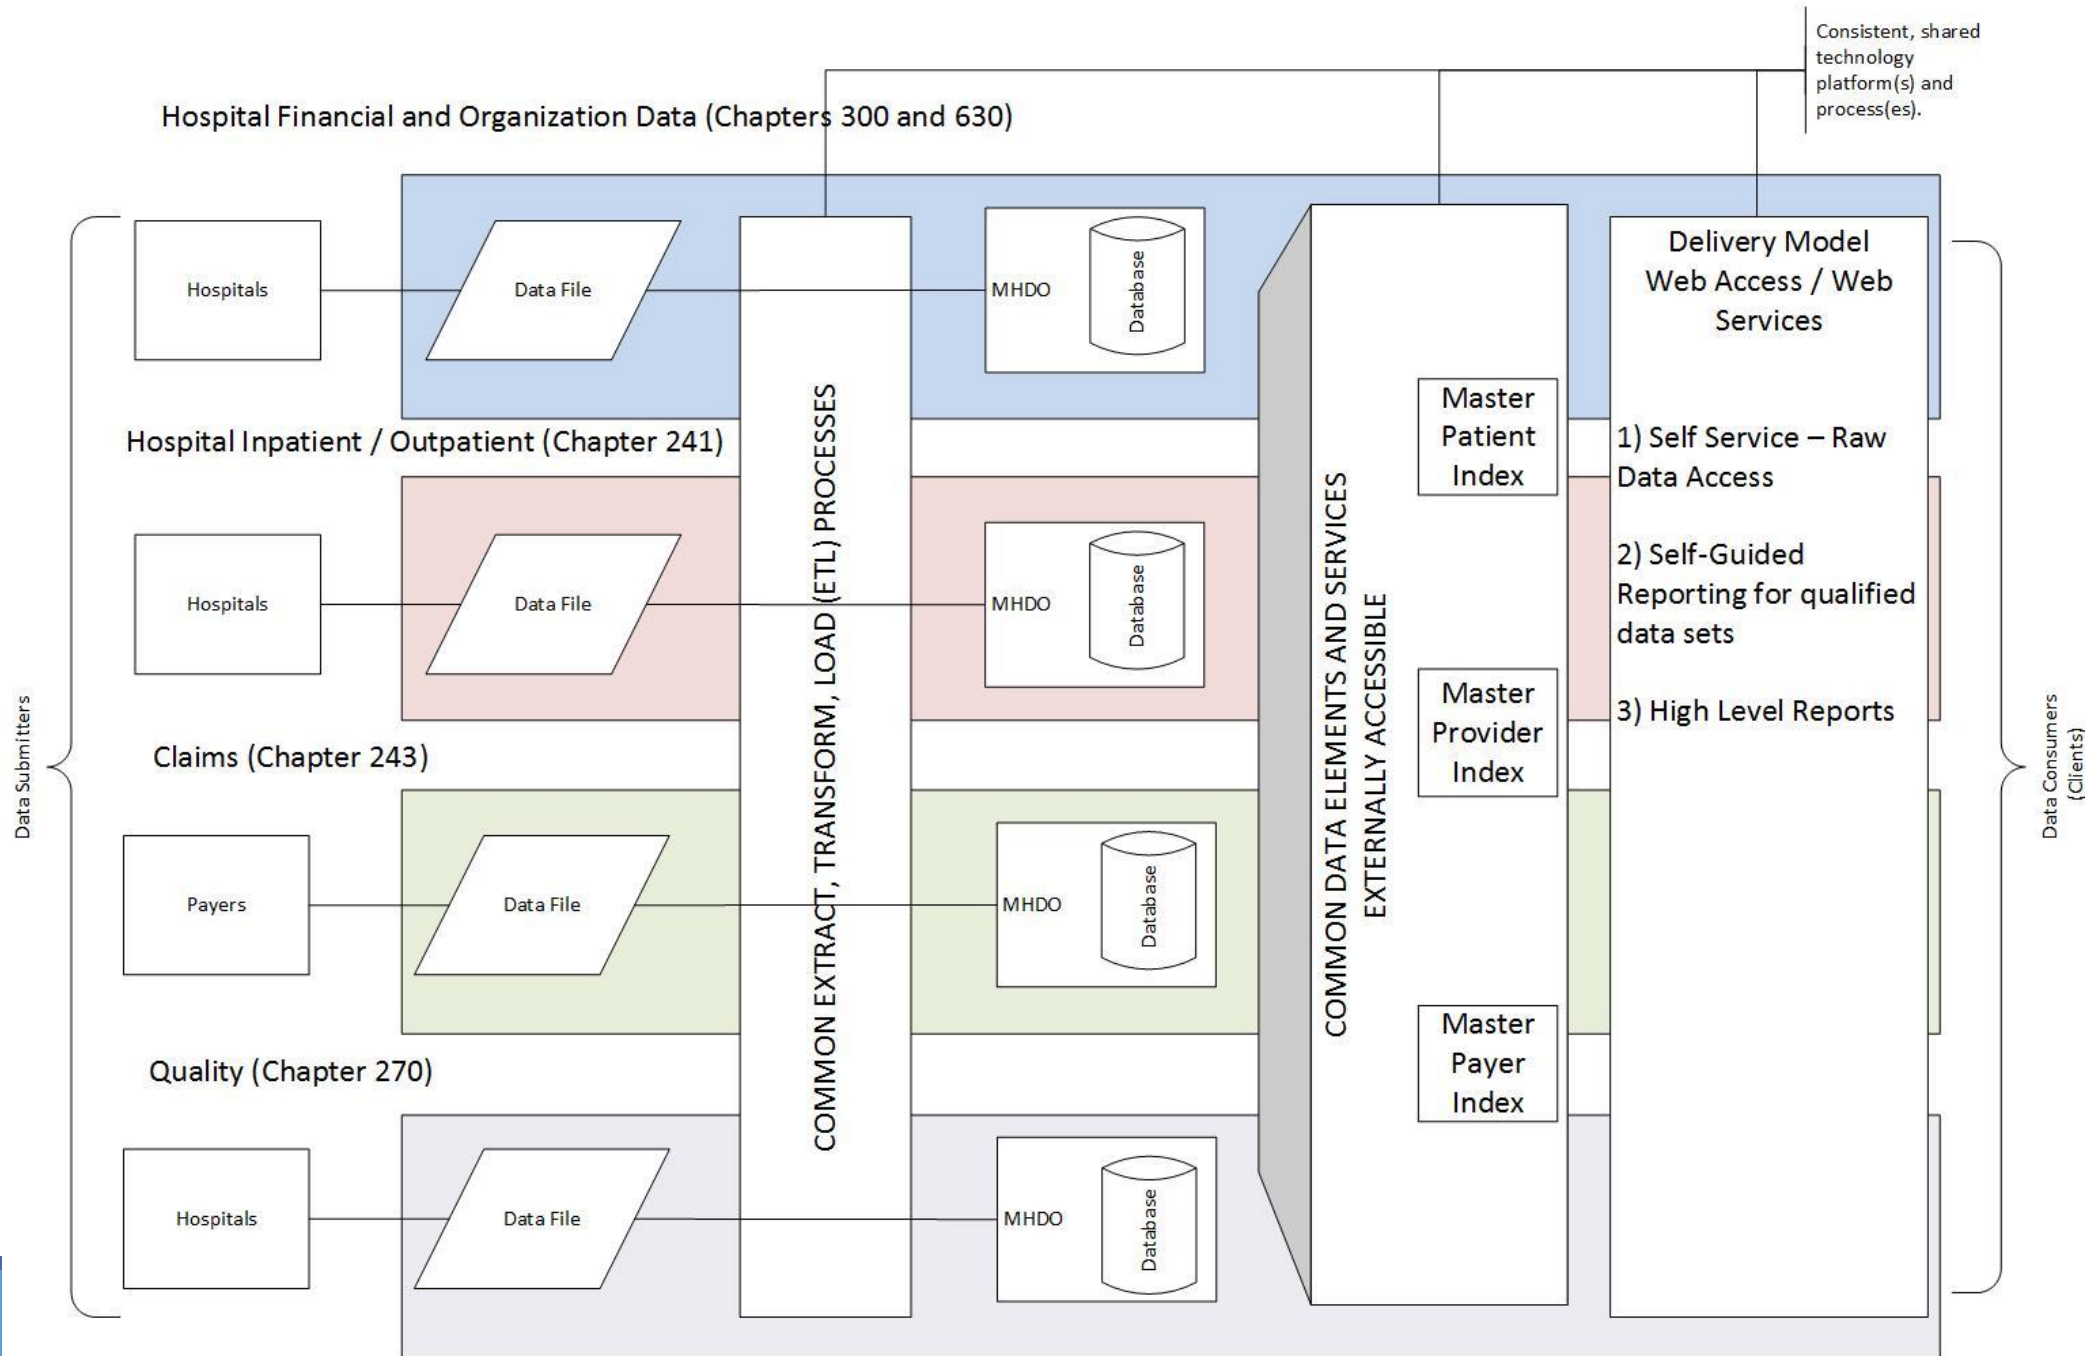 Consistent, shared
technology
platform(s) and
process(es).
Hospital Financial and Organization Data (Chapters 300 and 630)
Hospitals
Data File
MHDO
Database
Hospital Inpatient / Outpatient (Chapter 241)
Hospitals
Data File
MHDO
Database
Claims (Chapter 243)
Payers
Data File
MHDO
Database
Quality (Chapter 270)
Hospitals
Data File
MHDO
Database
Data Submitters
COMMON EXTRACT, TRANSFORM, LOAD (ETL) PROCESSES
COMMON DATA ELEMENTS AND SERVICES
EXTERNALLY ACCESSIBLE
Master
Patient
Index
Master
Provider
Index
Master
Payer
Index
Delivery Model
Web Access / Web
Services
1) Self Service – Raw
Data Access
2) Self-Guided
Reporting for qualified
data sets
3) High Level Reports
Data Consumers
(Clients)